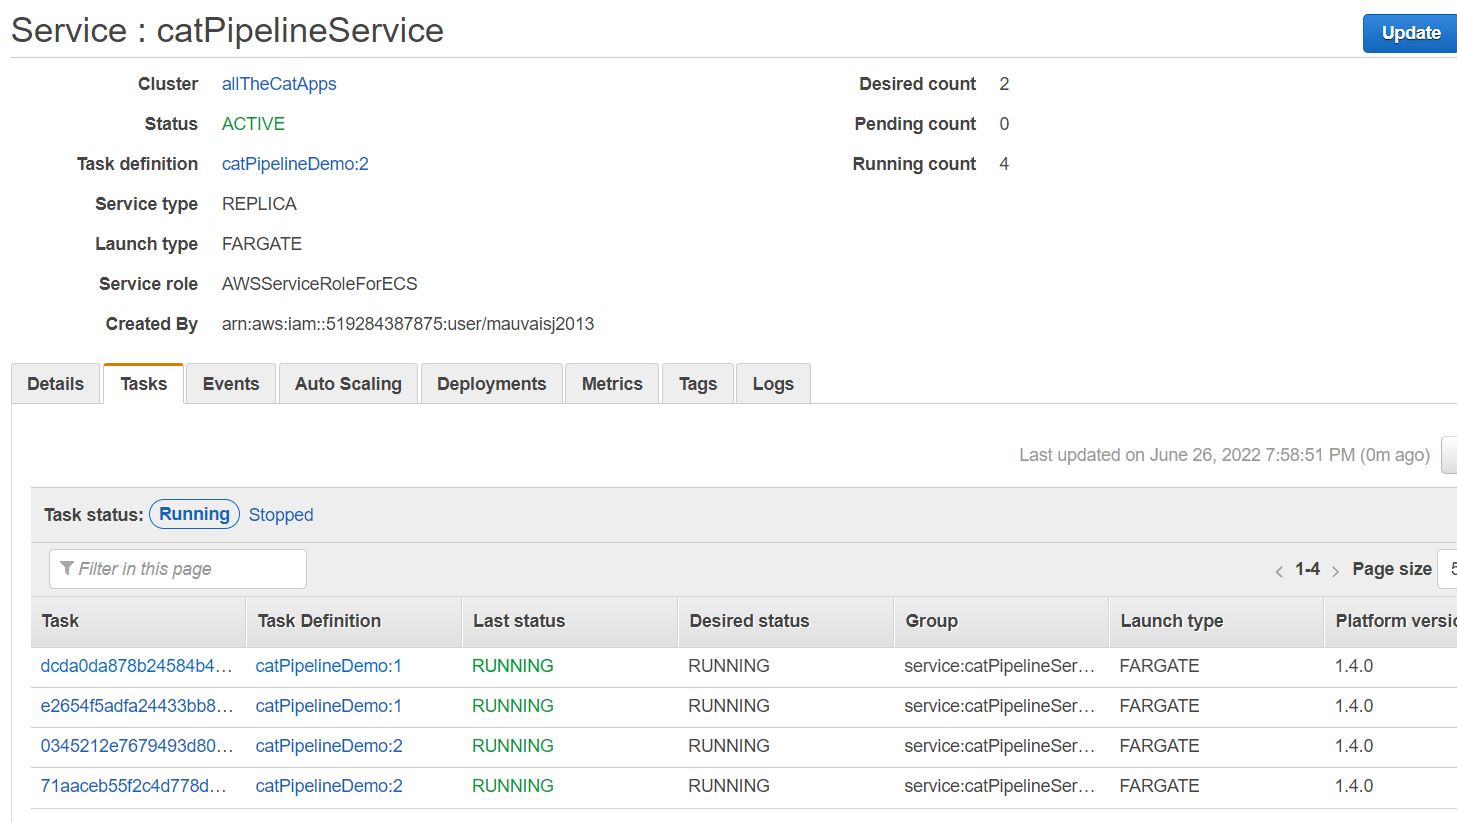 Service : catPipelineService
Update
Cluster allTheCatApps
Desired count 2
Status ACTIVE
Pending count 0
Task definition catPipelineDemo:2
Running count 4
Service type REPLICA
Launch type FARGATE
Service role AWSServiceRoleForECS
Created By arn:aws:iam::519284387875:user/mauvaisj2013
Details Tasks Events Auto Scaling Deployments Metrics Tags Logs
Last updated on June 26, 2022 7:58:51 PM (0m ago)
Task status: Running Stopped
Filter in this page
1-4 Page size
Task Task Definition Last status Desired status Group Launch type Platform versio
dcda0da878b24584b4... catPipelineDemo:1 RUNNING RUNNING service:catPipelineSer... FARGATE 1.4.0
e2654f5adfa24433bb8... catPipelineDemo:1 RUNNING RUNNING service:catPipelineSer... FARGATE 1.4.0
0345212e7679493d80... catPipelineDemo:2 RUNNING RUNNING service:catPipelineSer... FARGATE 1.4.0
71aaceb55f2c4d778d... catPipelineDemo:2 RUNNING RUNNING service:catPipelineSer... FARGATE 1.4.0